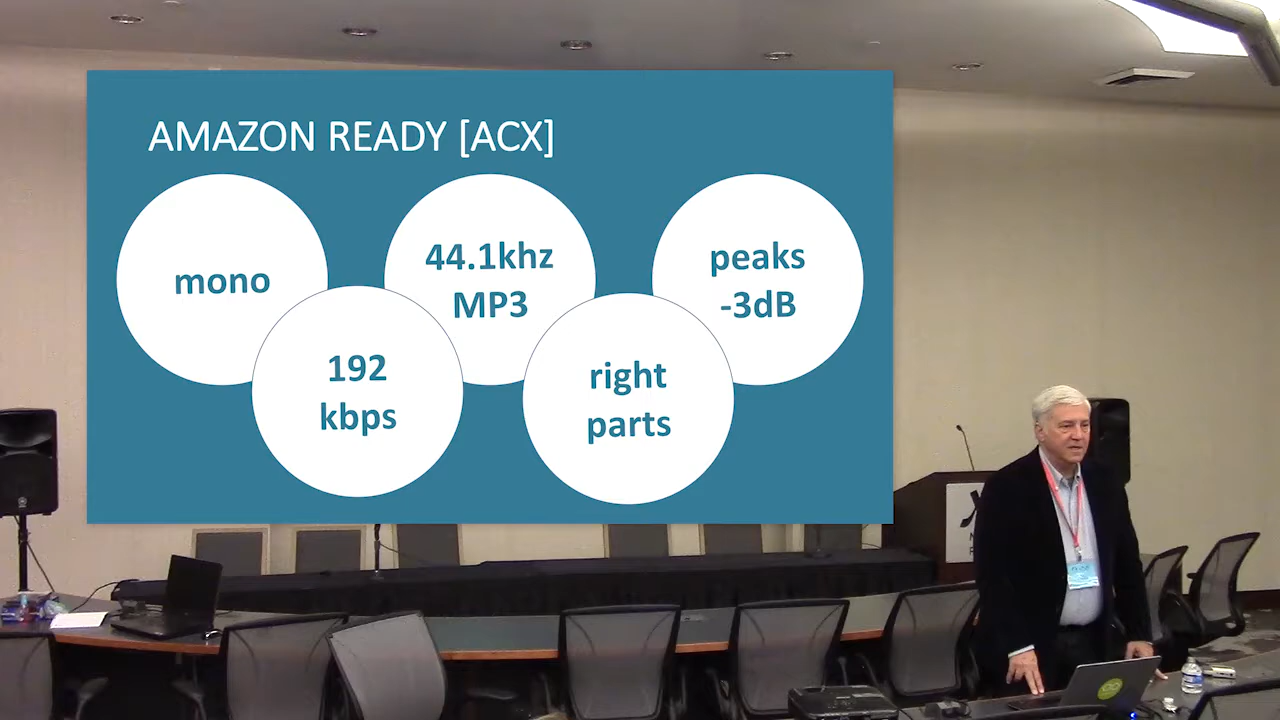 AMAZON READY [ACX]
mono
44.1khz
MP3
peaks
-3dB
192
kbps
right
parts